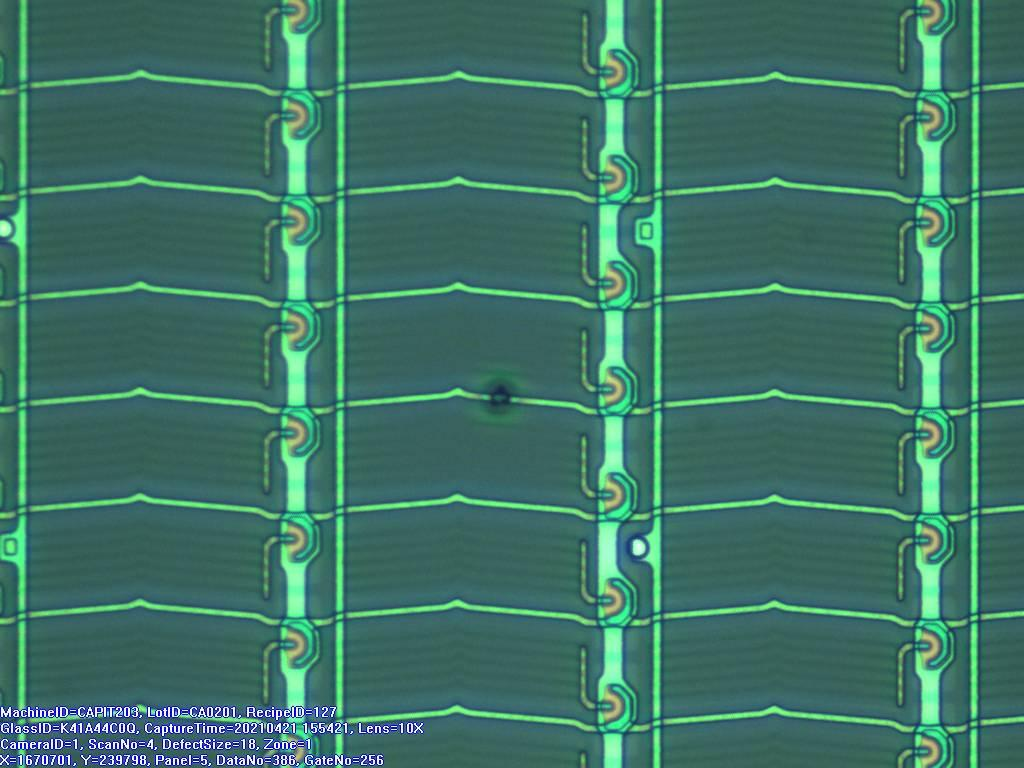 MachineID=CAPIT203, LotID=CA0201, RecipeID=127
GlassID=K41A44C0Q, CaptureTime=20210421 155421, Lens=10X
CameraID=1, ScanNo=4, DefectSize=18, Zone=1
X=1670701, Y=239798, Panel=5, DataNo=386, GateNo=256